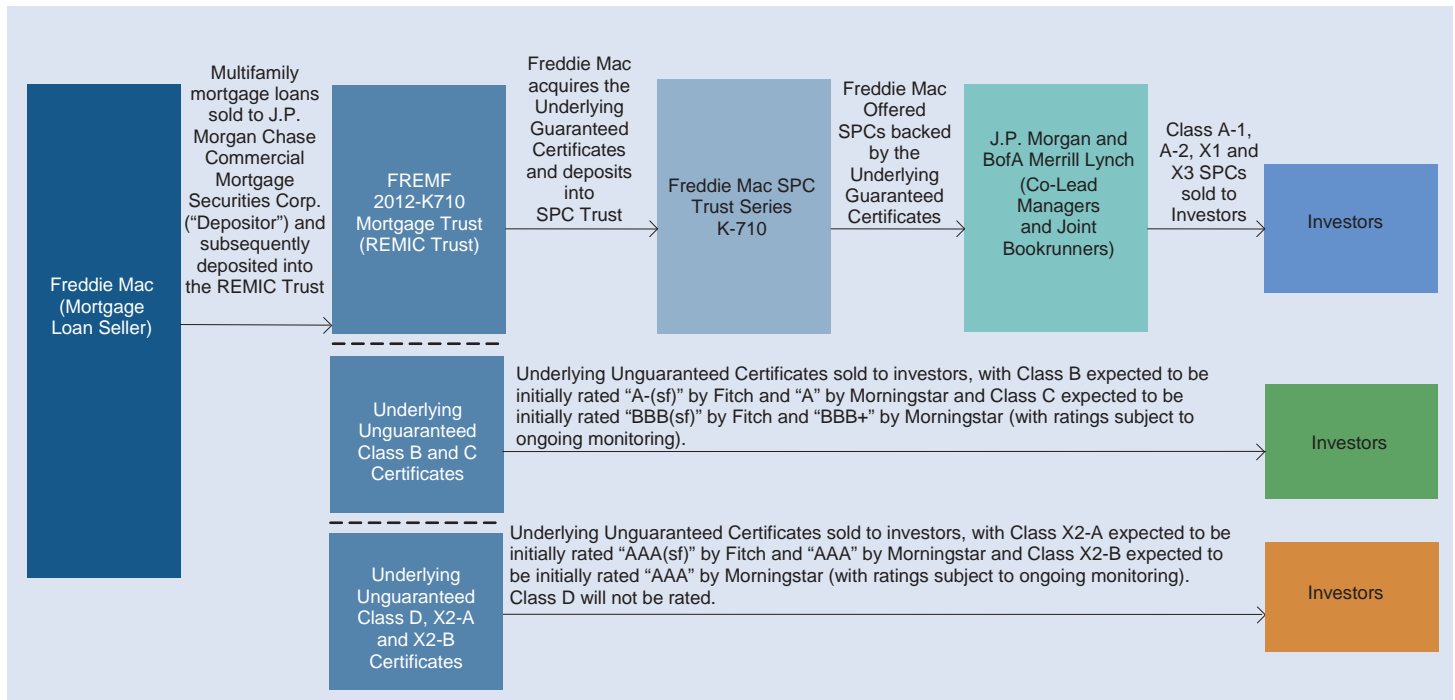 Freddie Mac
(Mortgage
Loan Seller)
Multifamily
mortgage loans
sold to J.P.
Morgan Chase
Commercial
Mortgage
Securities Corp.
(“Depositor”) and
subsequently
deposited into
the REMIC Trust
FREMF
2012-K710
Mortgage Trust
(REMIC Trust)
Freddie Mac
acquires the
Underlying
Guaranteed
Certificates
and deposits
into
SPC Trust
Freddie Mac SPC
Trust Series
K-710
Freddie Mac
Offered
SPCs backed
by the
Underlying
Guaranteed
Certificates
J.P. Morgan and
BofA Merrill Lynch
(Co-Lead
Managers
and Joint
Bookrunners)
Class A-1,
A-2, X1 and
X3 SPCs
sold to
Investors
Investors
Underlying
Unguaranteed
Class B and C
Certificates
Underlying Unguaranteed Certificates sold to investors, with Class B expected to be
initially rated “A-(sf)” by Fitch and “A” by Morningstar and Class C expected to be
initially rated “BBB(sf)” by Fitch and “BBB+” by Morningstar (with ratings subject to
ongoing monitoring).
Investors
Underlying
Unguaranteed
Class D, X2-A
and X2-B
Certificates
Underlying Unguaranteed Certificates sold to investors, with Class X2-A expected to be
initially rated “AAA(sf)” by Fitch and “AAA” by Morningstar and Class X2-B expected to
be initially rated “AAA” by Morningstar (with ratings subject to ongoing monitoring).
Class D will not be rated.
Investors